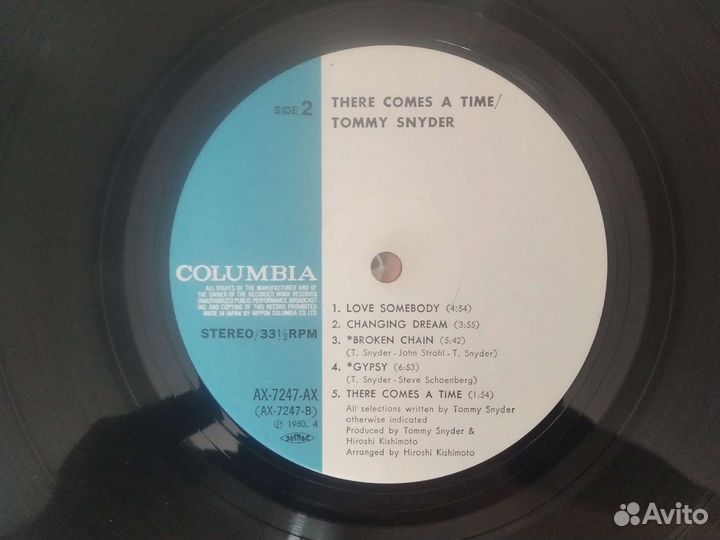 SIDE 2
THERE COMES A TIME/
TOMMY SNYDER
COLUMBIA
ALL RIGHTS OF THE MANUFACTURER AND OF
THE OWNER OF THE RECORDED WORK RESERVED
UNAUTHORIZED PUBLIC PERFORMANCE BROADCAST
ING AND COPYING OF THIS RECORD PROHIBITED
MADE IN JAPAN BY NIPPON COLUMBIA CO.LTD.
STEREO/33⅓RPM
AX-7247-AX
(AX-7247-B)
Ⓟ 1980. 4
1. LOVE SOMEBODY (4:54)
2. CHANGING DREAM (3:55)
3. *BROKEN CHAIN (5:42)
(T. Snyder-John Strohl-T. Snyder)
4. *GYPSY (6:53)
(T. Snyder-Steve Schoenberg)
5. THERE COMES A TIME (1:54)
All selections written by Tommy Snyder
otherwise indicated
Produced by Tommy Snyder &
Hiroshi Kishimoto
Arranged by Hiroshi Kishimoto
Avito